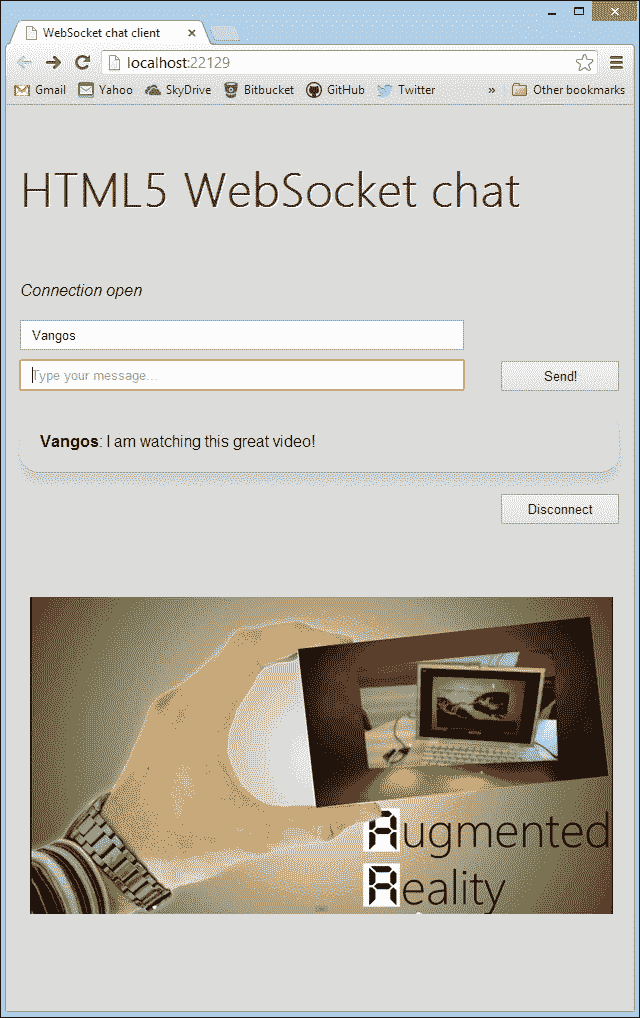 WebSocket chat client
localhost:22129
Gmail Yahoo SkyDrive Bitbucket GitHub Twitter » Other bookmarks
HTML5 WebSocket chat
Connection open
Vangos
Type your message...
Send!
Vangos: I am watching this great video!
Disconnect
Augmented
Reality